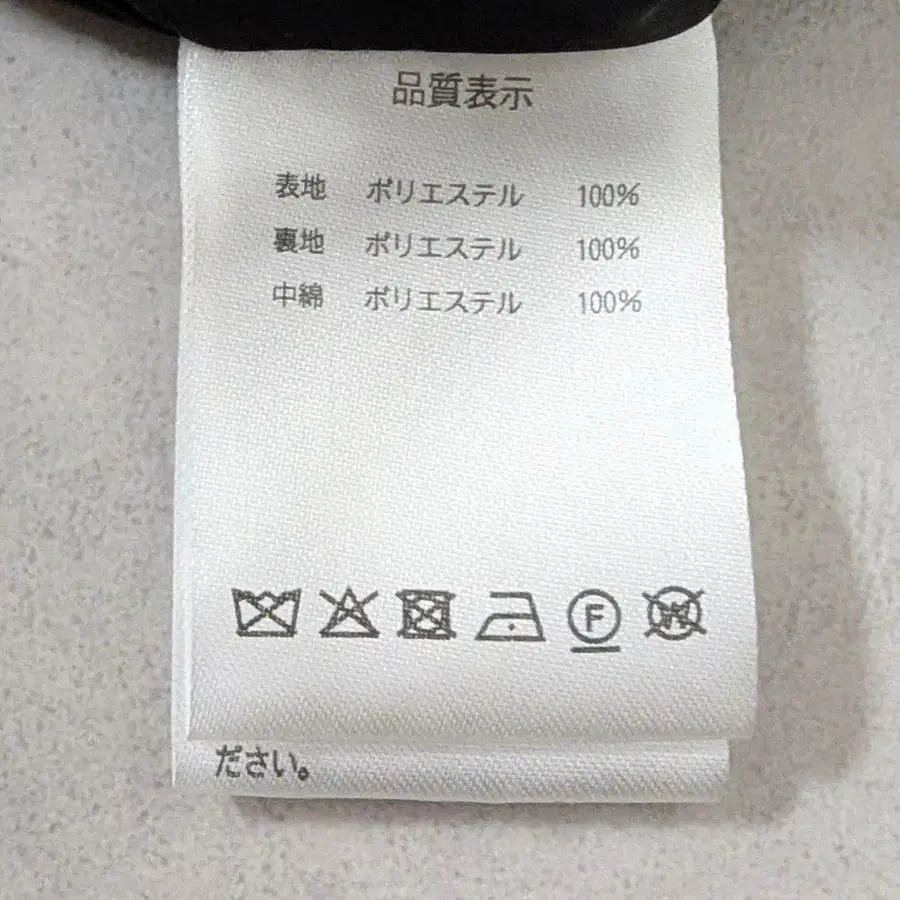 品質表示
表地 ポリエステル 100%
裏地 ポリエステル 100%
中綿 ポリエステル 100%
F W
ださい。